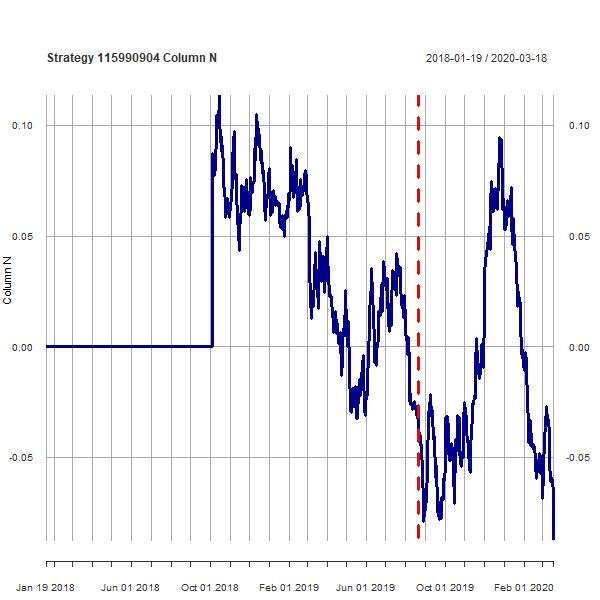 Strategy 115990904 Column N
2018-01-19 / 2020-03-18
0.10
0.10
0.05
0.05
Column N
0.00
0.00
-0.05
-0.05
Jan 19 2018
Jun 01 2018
Oct 01 2018
Feb 01 2019
Jun 01 2019
Oct 01 2019
Feb 01 2020